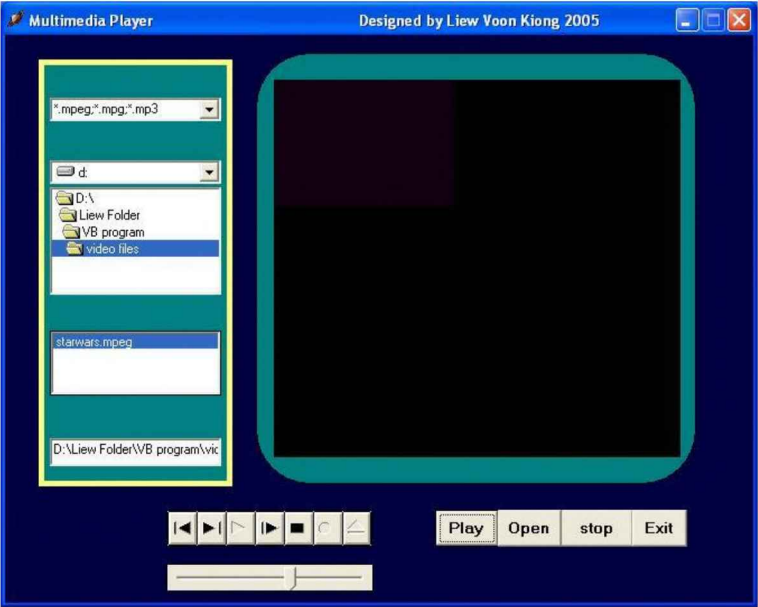 Multimedia Player Designed by Liew Voon Kiong 2005
*.mpeg;*.mpg;*.mp3
d:
D:\
Liew Folder
VB program
video files
starwars.mpeg
D:\Liew Folder\VB program\vic
Play Open stop Exit